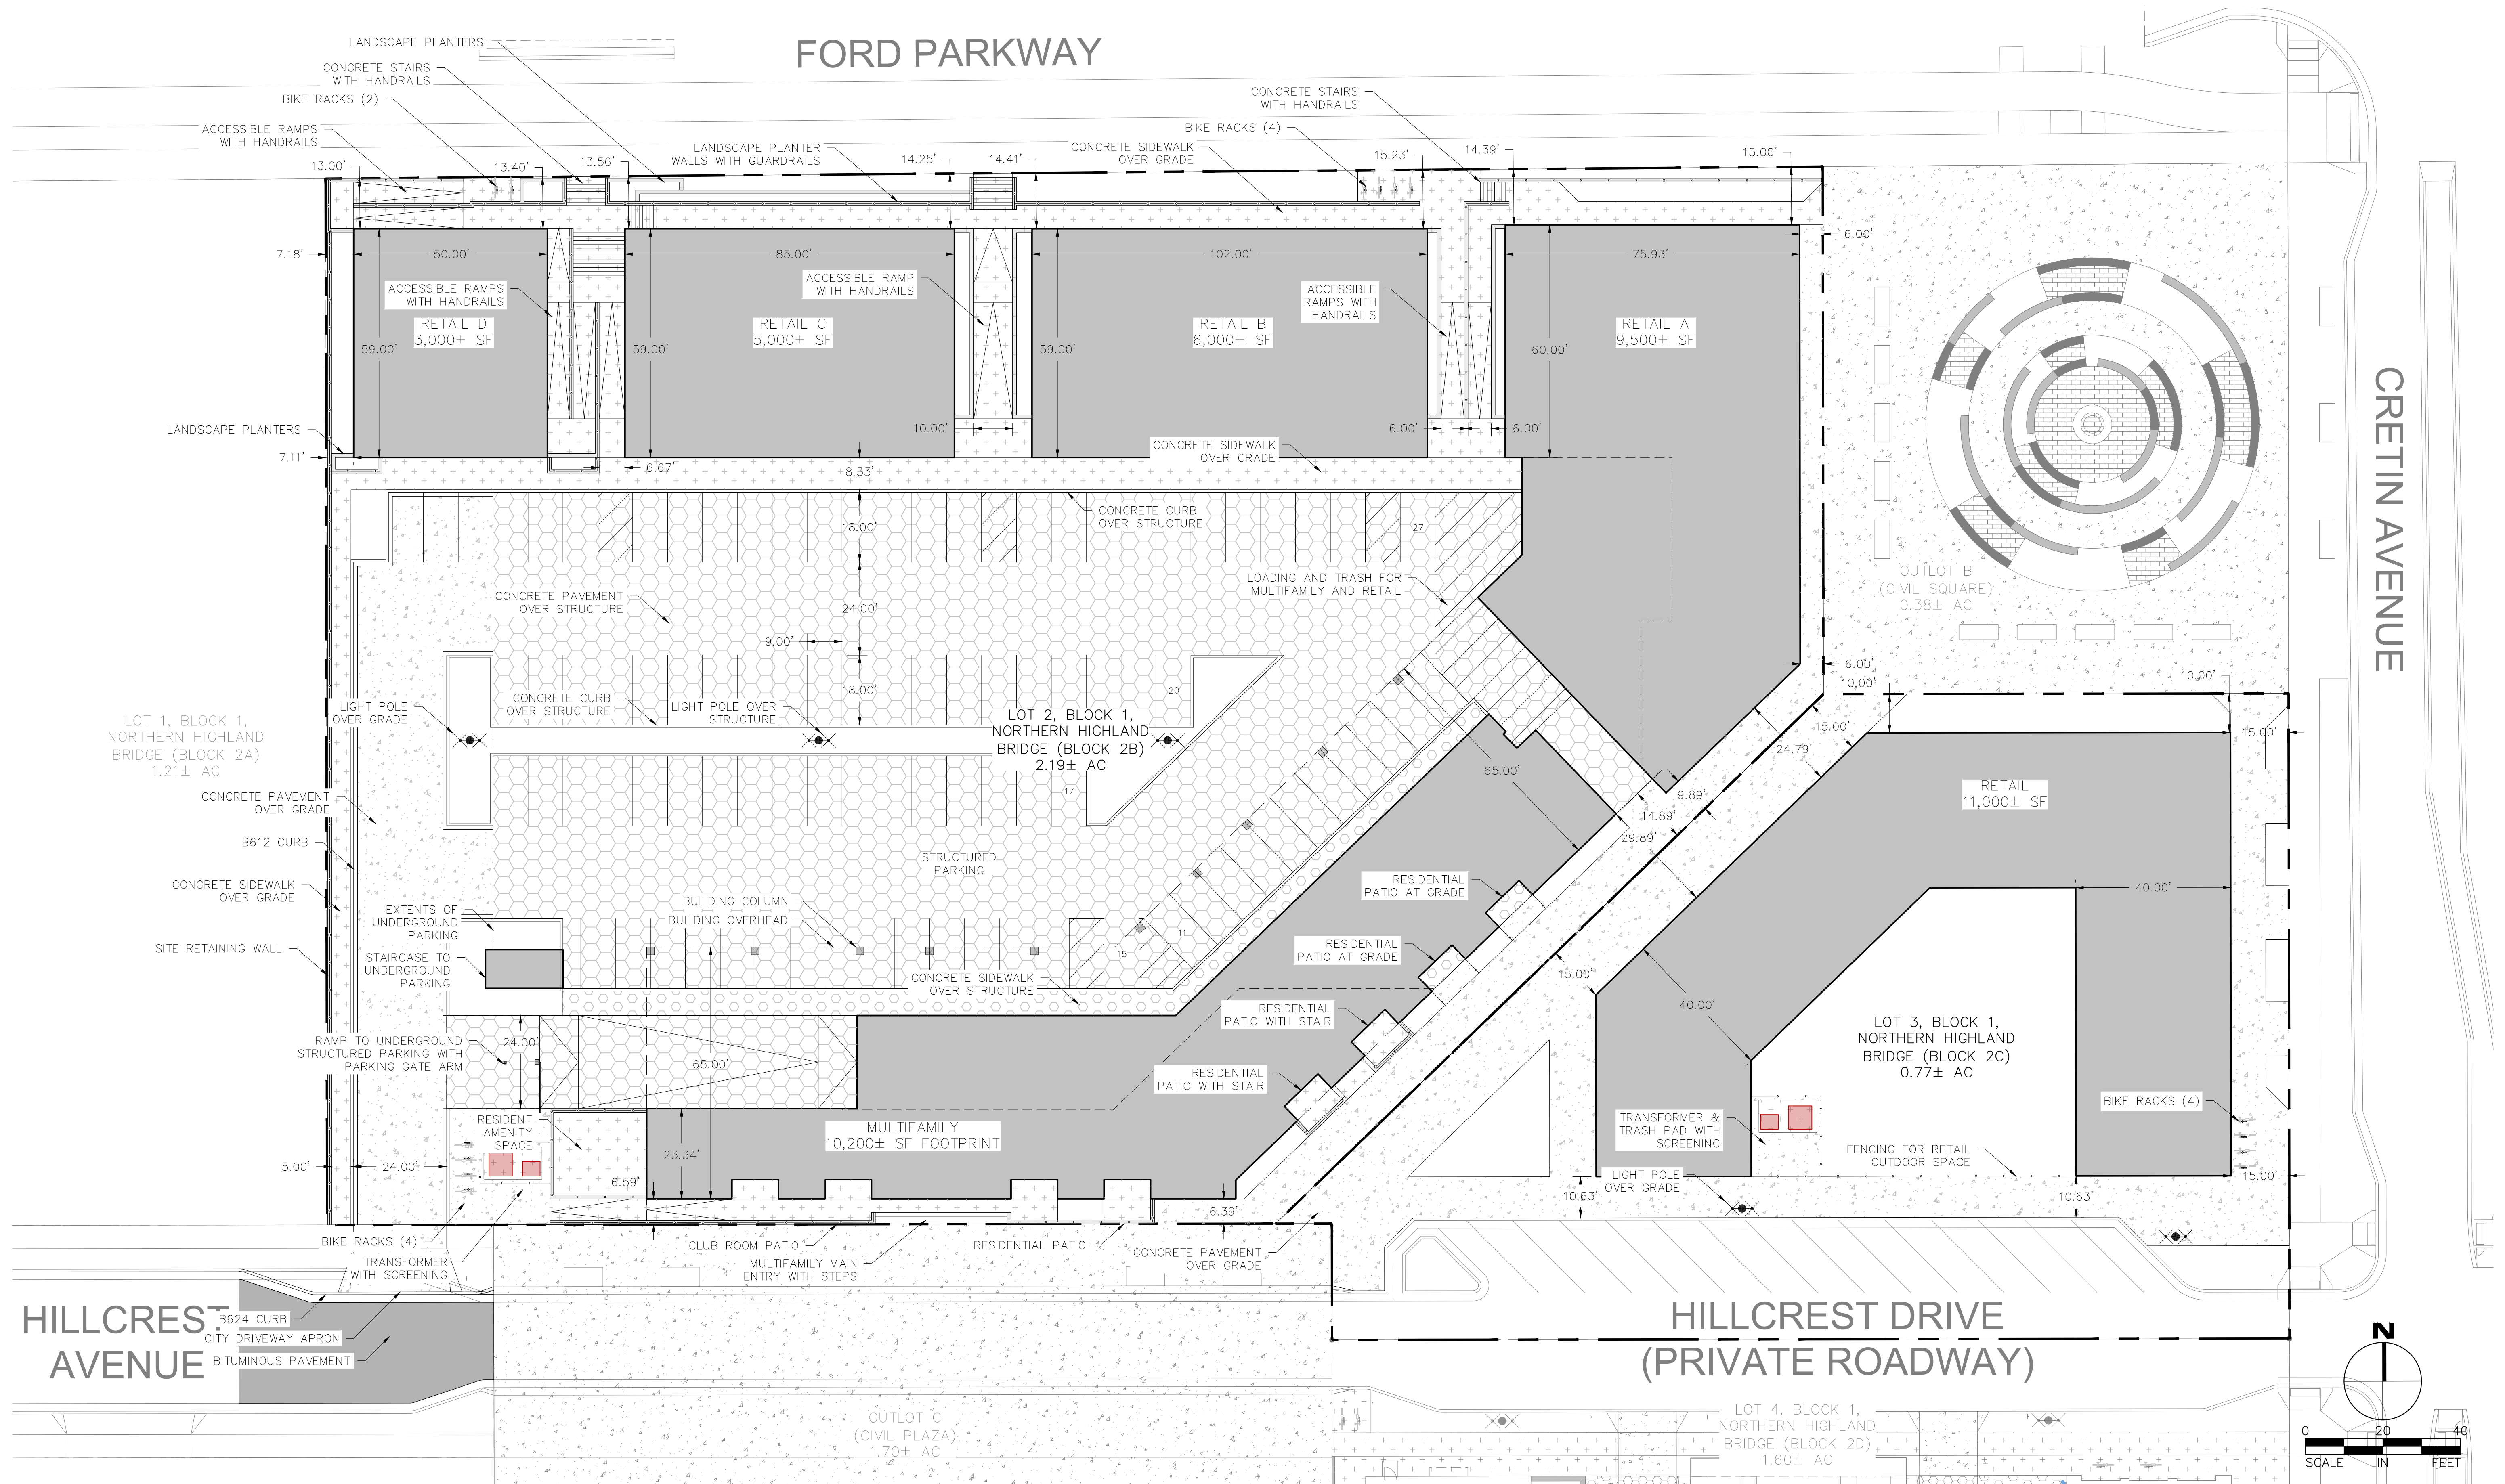 FORD PARKWAY
LANDSCAPE PLANTERS
CONCRETE STAIRS
WITH HANDRAILS
BIKE RACKS (2)
ACCESSIBLE RAMPS
WITH HANDRAILS
LANDSCAPE PLANTER
WALLS WITH GUARDRAILS
CONCRETE SIDEWALK
OVER GRADE
BIKE RACKS (4)
CONCRETE STAIRS
WITH HANDRAILS
13.00'
13.40'
13.56'
14.25'
14.41'
15.23'
14.39'
15.00'
7.18'
50.00'
85.00'
102.00'
75.93'
6.00'
ACCESSIBLE RAMPS
WITH HANDRAILS
ACCESSIBLE RAMP
WITH HANDRAILS
ACCESSIBLE
RAMPS WITH
HANDRAILS
RETAIL D
3,000± SF
RETAIL C
5,000± SF
RETAIL B
6,000± SF
RETAIL A
9,500± SF
59.00'
59.00'
59.00'
60.00'
CRETIN AVENUE
LANDSCAPE PLANTERS
7.11'
10.00'
6.00'
6.00'
6.67'
8.33'
CONCRETE SIDEWALK
OVER GRADE
18.00'
CONCRETE CURB
OVER STRUCTURE
27
LOADING AND TRASH FOR
MULTIFAMILY AND RETAIL
OUTLOT B
(CIVIL SQUARE)
0.38± AC
CONCRETE PAVEMENT
OVER STRUCTURE
24.00'
9.00'
18.00'
20
6.00'
10.00'
10.00'
LIGHT POLE
OVER GRADE
CONCRETE CURB
OVER STRUCTURE
LIGHT POLE OVER
STRUCTURE
LOT 1, BLOCK 1,
NORTHERN HIGHLAND
BRIDGE (BLOCK 2A)
1.21± AC
LOT 2, BLOCK 1,
NORTHERN HIGHLAND
BRIDGE (BLOCK 2B)
2.19± AC
17
65.00'
15.00'
24.79'
15.00'
9.89'
14.89'
29.89'
RETAIL
11,000± SF
CONCRETE PAVEMENT
OVER GRADE
B612 CURB
CONCRETE SIDEWALK
OVER GRADE
SITE RETAINING WALL
STRUCTURED
PARKING
EXTENTS OF
UNDERGROUND
PARKING
STAIRCASE TO
UNDERGROUND
PARKING
BUILDING COLUMN
BUILDING OVERHEAD
15
11
CONCRETE SIDEWALK
OVER STRUCTURE
RESIDENTIAL
PATIO AT GRADE
RESIDENTIAL
PATIO AT GRADE
RESIDENTIAL
PATIO WITH STAIR
RESIDENTIAL
PATIO WITH STAIR
15.00'
40.00'
40.00'
LOT 3, BLOCK 1,
NORTHERN HIGHLAND
BRIDGE (BLOCK 2C)
0.77± AC
RAMP TO UNDERGROUND
STRUCTURED PARKING WITH
PARKING GATE ARM
24.00'
65.00'
RESIDENT
AMENITY
SPACE
MULTIFAMILY
10,200± SF FOOTPRINT
23.34'
TRANSFORMER &
TRASH PAD WITH
SCREENING
BIKE RACKS (4)
FENCING FOR RETAIL
OUTDOOR SPACE
LIGHT POLE
OVER GRADE
5.00'
24.00'
6.59'
6.39'
10.63'
10.63'
15.00'
BIKE RACKS (4)
TRANSFORMER
WITH SCREENING
CLUB ROOM PATIO
MULTIFAMILY MAIN
ENTRY WITH STEPS
RESIDENTIAL PATIO
CONCRETE PAVEMENT
OVER GRADE
HILLCREST
AVENUE
B624 CURB
CITY DRIVEWAY APRON
BITUMINOUS PAVEMENT
HILLCREST DRIVE
(PRIVATE ROADWAY)
OUTLOT C
(CIVIL PLAZA)
1.70± AC
LOT 4, BLOCK 1,
NORTHERN HIGHLAND
BRIDGE (BLOCK 2D)
1.60± AC
N
0 20 40
SCALE IN FEET